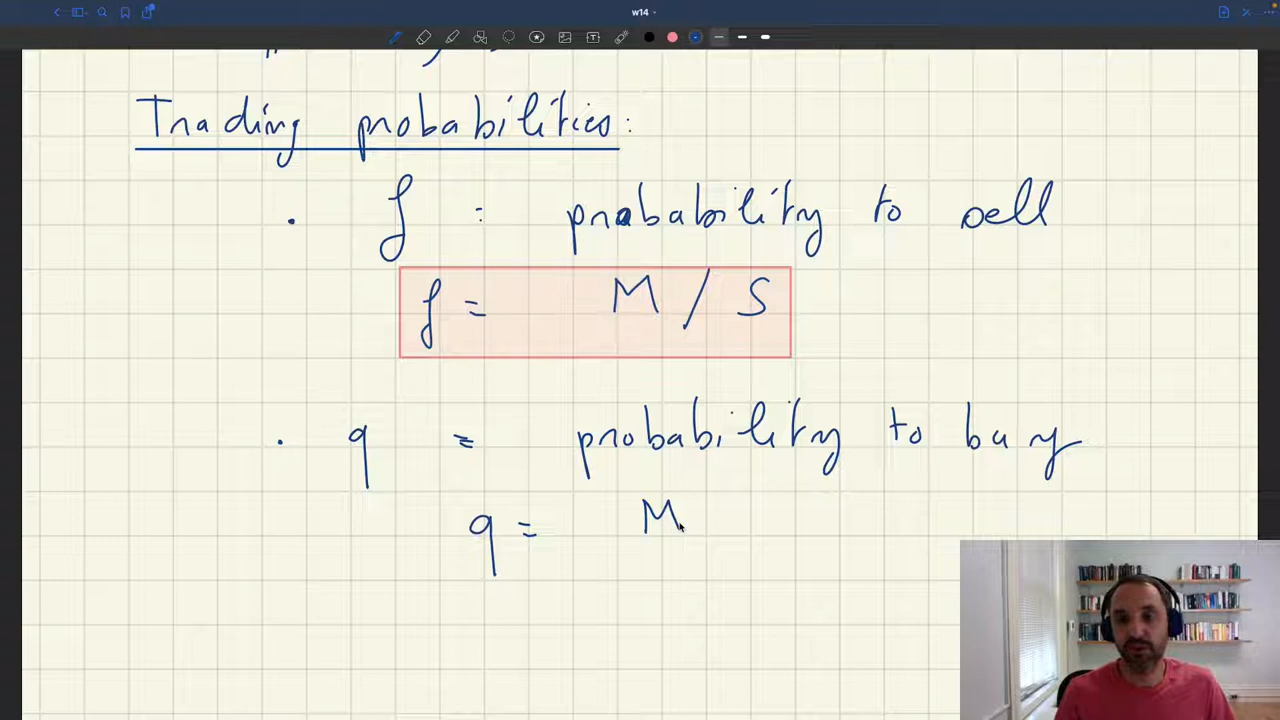 w14
Trading probabilities:
. f : probability to sell
f = M / S
. q = probability to buy
q = M